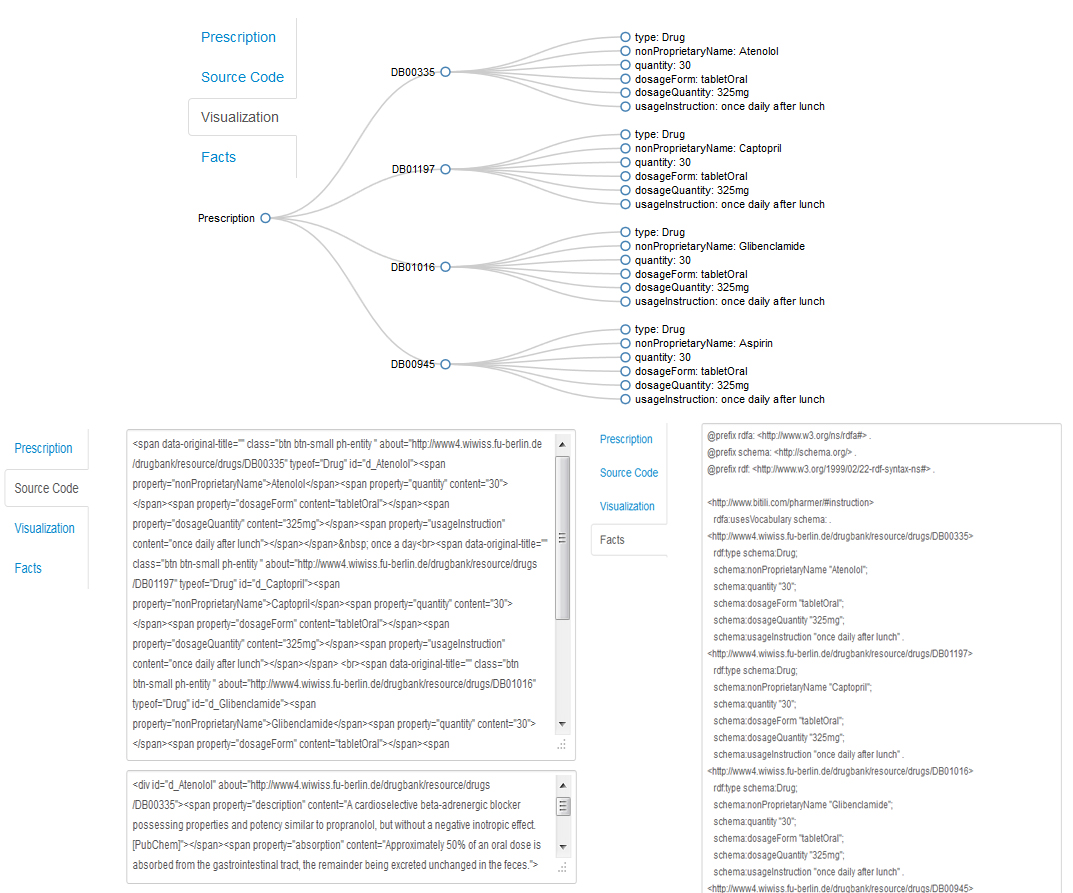 Prescription
Source Code
Visualization
Facts
Prescription
DB00335
type: Drug
nonProprietaryName: Atenolol
quantity: 30
dosageForm: tabletOral
dosageQuantity: 325mg
usageInstruction: once daily after lunch
DB01197
type: Drug
nonProprietaryName: Captopril
quantity: 30
dosageForm: tabletOral
dosageQuantity: 325mg
usageInstruction: once daily after lunch
DB01016
type: Drug
nonProprietaryName: Glibenclamide
quantity: 30
dosageForm: tabletOral
dosageQuantity: 325mg
usageInstruction: once daily after lunch
DB00945
type: Drug
nonProprietaryName: Aspirin
quantity: 30
dosageForm: tabletOral
dosageQuantity: 325mg
usageInstruction: once daily after lunch
Prescription
Source Code
Visualization
Facts
<span data-original-title="" class="btn btn-small ph-entity " about="http://www4.wiwiss.fu-berlin.de
/drugbank/resource/drugs/DB00335" typeof="Drug" id="d_Atenolol"><span
property="nonProprietaryName">Atenolol</span><span property="quantity" content="30">
</span><span property="dosageForm" content="tabletOral"></span><span
property="dosageQuantity" content="325mg"></span><span property="usageInstruction"
content="once daily after lunch"></span></span>&nbsp; once a day<br><span data-original-title=""
class="btn btn-small ph-entity " about="http://www4.wiwiss.fu-berlin.de/drugbank/resource/drugs
/DB01197" typeof="Drug" id="d_Captopril"><span
property="nonProprietaryName">Captopril</span><span property="quantity" content="30">
</span><span property="dosageForm" content="tabletOral"></span><span
property="dosageQuantity" content="325mg"></span><span property="usageInstruction"
content="once daily after lunch"></span></span> <br><span data-original-title="" class="btn
btn-small ph-entity " about="http://www4.wiwiss.fu-berlin.de/drugbank/resource/drugs/DB01016"
typeof="Drug" id="d_Glibenclamide"><span
property="nonProprietaryName">Glibenclamide</span><span property="quantity" content="30">
</span><span property="dosageForm" content="tabletOral"></span><span
<div id="d_Atenolol" about="http://www4.wiwiss.fu-berlin.de/drugbank/resource/drugs
/DB00335"><span property="description" content="A cardioselective beta-adrenergic blocker
possessing properties and potency similar to propranolol, but without a negative inotropic effect.
[PubChem]"></span><span property="absorption" content="Approximately 50% of an oral dose is
absorbed from the gastrointestinal tract, the remainder being excreted unchanged in the feces.">
Prescription
Source Code
Visualization
Facts
@prefix rdfa: <http://www.w3.org/ns/rdfa#> .
@prefix schema: <http://schema.org/> .
@prefix rdf: <http://www.w3.org/1999/02/22-rdf-syntax-ns#> .
<http://www.bitili.com/pharmer/#instruction>
rdfa:usesVocabulary schema: .
<http://www4.wiwiss.fu-berlin.de/drugbank/resource/drugs/DB00335>
rdf:type schema:Drug;
schema:nonProprietaryName "Atenolol";
schema:quantity "30";
schema:dosageForm "tabletOral";
schema:dosageQuantity "325mg";
schema:usageInstruction "once daily after lunch" .
<http://www4.wiwiss.fu-berlin.de/drugbank/resource/drugs/DB01197>
rdf:type schema:Drug;
schema:nonProprietaryName "Captopril";
schema:quantity "30";
schema:dosageForm "tabletOral";
schema:dosageQuantity "325mg";
schema:usageInstruction "once daily after lunch" .
<http://www4.wiwiss.fu-berlin.de/drugbank/resource/drugs/DB01016>
rdf:type schema:Drug;
schema:nonProprietaryName "Glibenclamide";
schema:quantity "30";
schema:dosageForm "tabletOral";
schema:dosageQuantity "325mg";
schema:usageInstruction "once daily after lunch" .
<http://www4.wiwiss.fu-berlin.de/drugbank/resource/drugs/DB00945>